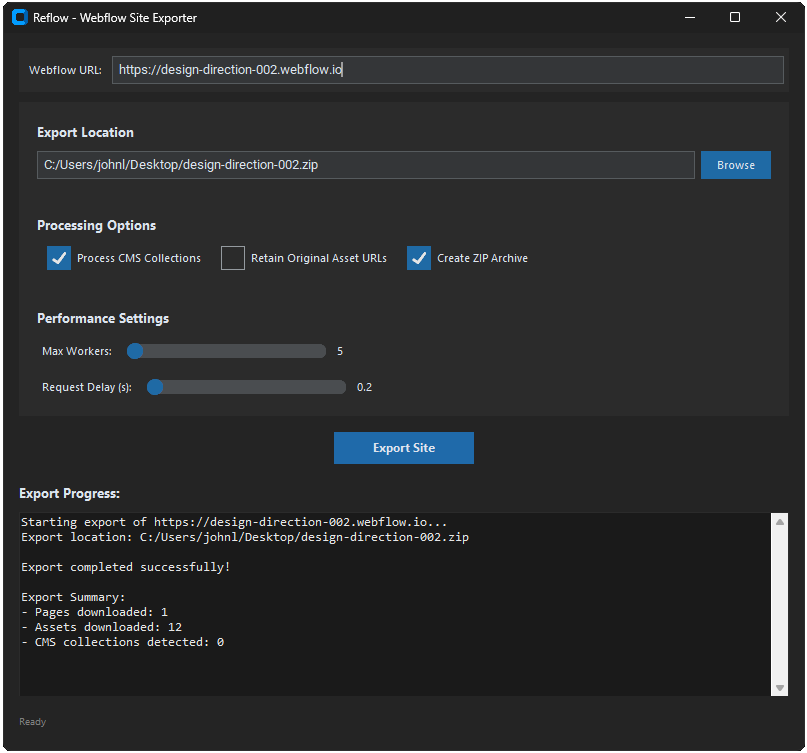 Reflow - Webflow Site Exporter
Webflow URL: https://design-direction-002.webflow.io
Export Location
C:/Users/johnl/Desktop/design-direction-002.zip Browse
Processing Options
Process CMS Collections Retain Original Asset URLs Create ZIP Archive
Performance Settings
Max Workers: 5
Request Delay (s): 0.2
Export Site
Export Progress:
Starting export of https://design-direction-002.webflow.io...
Export location: C:/Users/johnl/Desktop/design-direction-002.zip
Export completed successfully!
Export Summary:
- Pages downloaded: 1
- Assets downloaded: 12
- CMS collections detected: 0
Ready